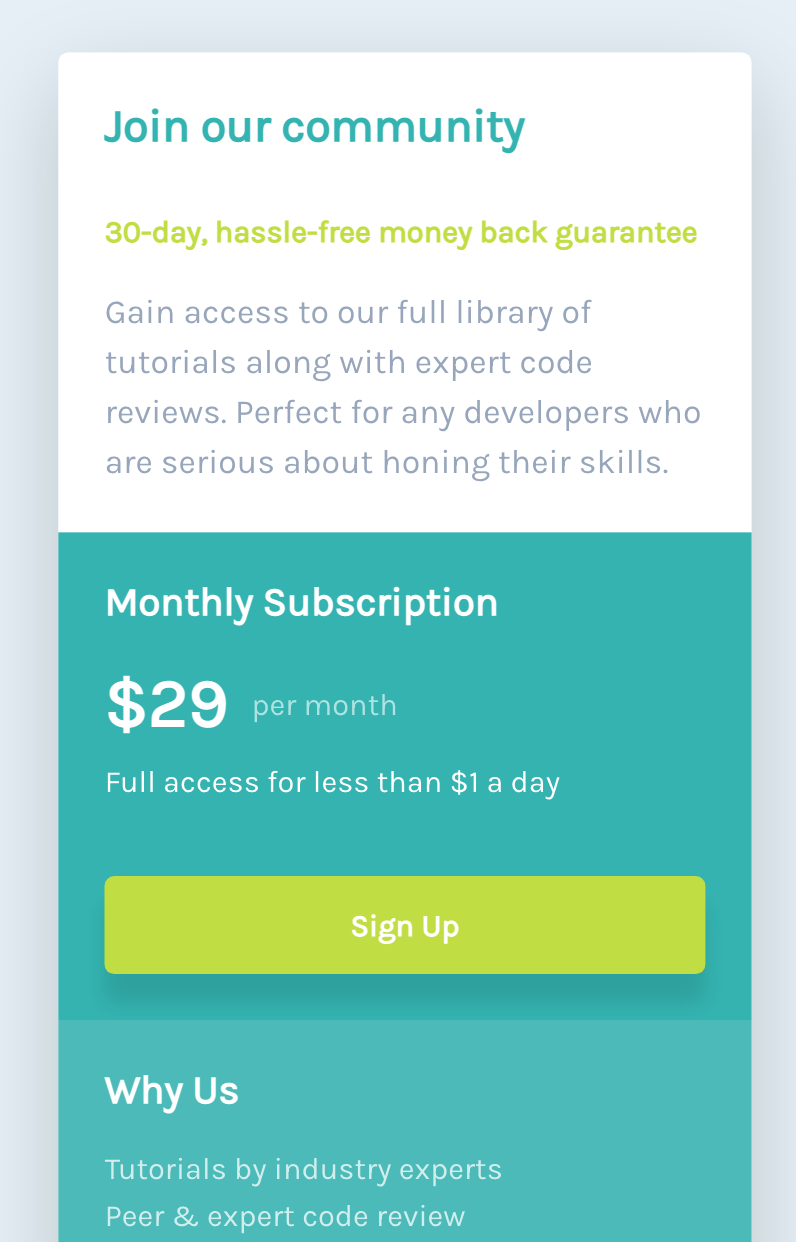 Join our community
30-day, hassle-free money back guarantee
Gain access to our full library of
tutorials along with expert code
reviews. Perfect for any developers who
are serious about honing their skills.
Monthly Subscription
$29 per month
Full access for less than $1 a day
Sign Up
Why Us
Tutorials by industry experts
Peer & expert code review